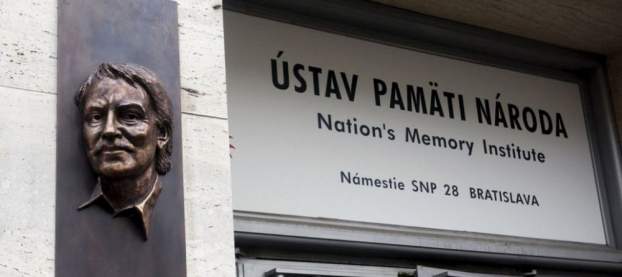 ÚSTAV PAMÄTI NÁRODA
Nation's Memory Institute
Námestie SNP 28 BRATISLAVA